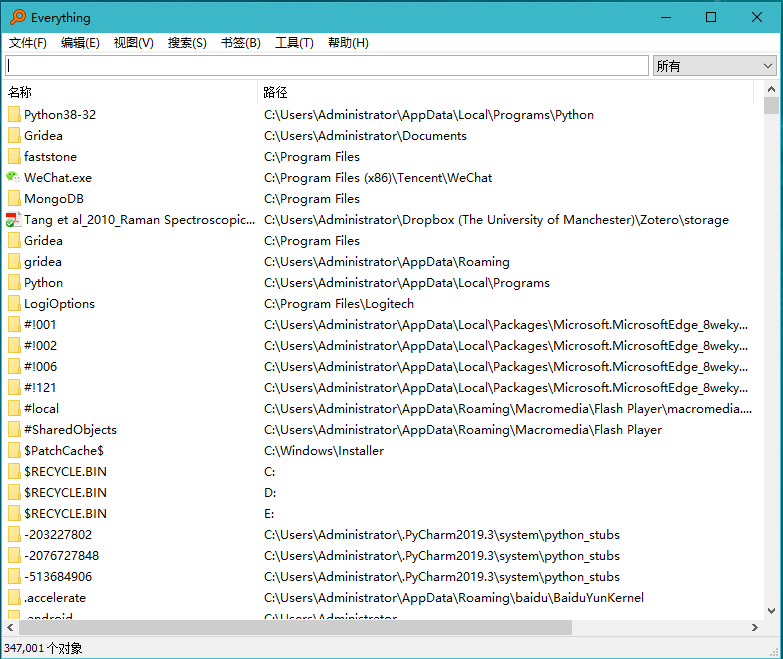 Everything
文件(F) 编辑(E) 视图(V) 搜索(S) 书签(B) 工具(T) 帮助(H)
所有
名称 路径
Python38-32 C:\Users\Administrator\AppData\Local\Programs\Python
Gridea C:\Users\Administrator\Documents
faststone C:\Program Files
WeChat.exe C:\Program Files (x86)\Tencent\WeChat
MongoDB C:\Program Files
Tang et al_2010_Raman Spectroscopic... C:\Users\Administrator\Dropbox (The University of Manchester)\Zotero\storage
Gridea C:\Program Files
gridea C:\Users\Administrator\AppData\Roaming
Python C:\Users\Administrator\AppData\Local\Programs
LogiOptions C:\Program Files\Logitech
#!001 C:\Users\Administrator\AppData\Local\Packages\Microsoft.MicrosoftEdge_8weky...
#!002 C:\Users\Administrator\AppData\Local\Packages\Microsoft.MicrosoftEdge_8weky...
#!006 C:\Users\Administrator\AppData\Local\Packages\Microsoft.MicrosoftEdge_8weky...
#!121 C:\Users\Administrator\AppData\Local\Packages\Microsoft.MicrosoftEdge_8weky...
#local C:\Users\Administrator\AppData\Roaming\Macromedia\Flash Player\macromedia....
#SharedObjects C:\Users\Administrator\AppData\Roaming\Macromedia\Flash Player
$PatchCache$ C:\Windows\Installer
$RECYCLE.BIN C:
$RECYCLE.BIN D:
$RECYCLE.BIN E:
-203227802 C:\Users\Administrator\.PyCharm2019.3\system\python_stubs
-2076727848 C:\Users\Administrator\.PyCharm2019.3\system\python_stubs
-513684906 C:\Users\Administrator\.PyCharm2019.3\system\python_stubs
.accelerate C:\Users\Administrator\AppData\Roaming\baidu\BaiduYunKernel
.android C:\Users\Administrator
347,001 个对象